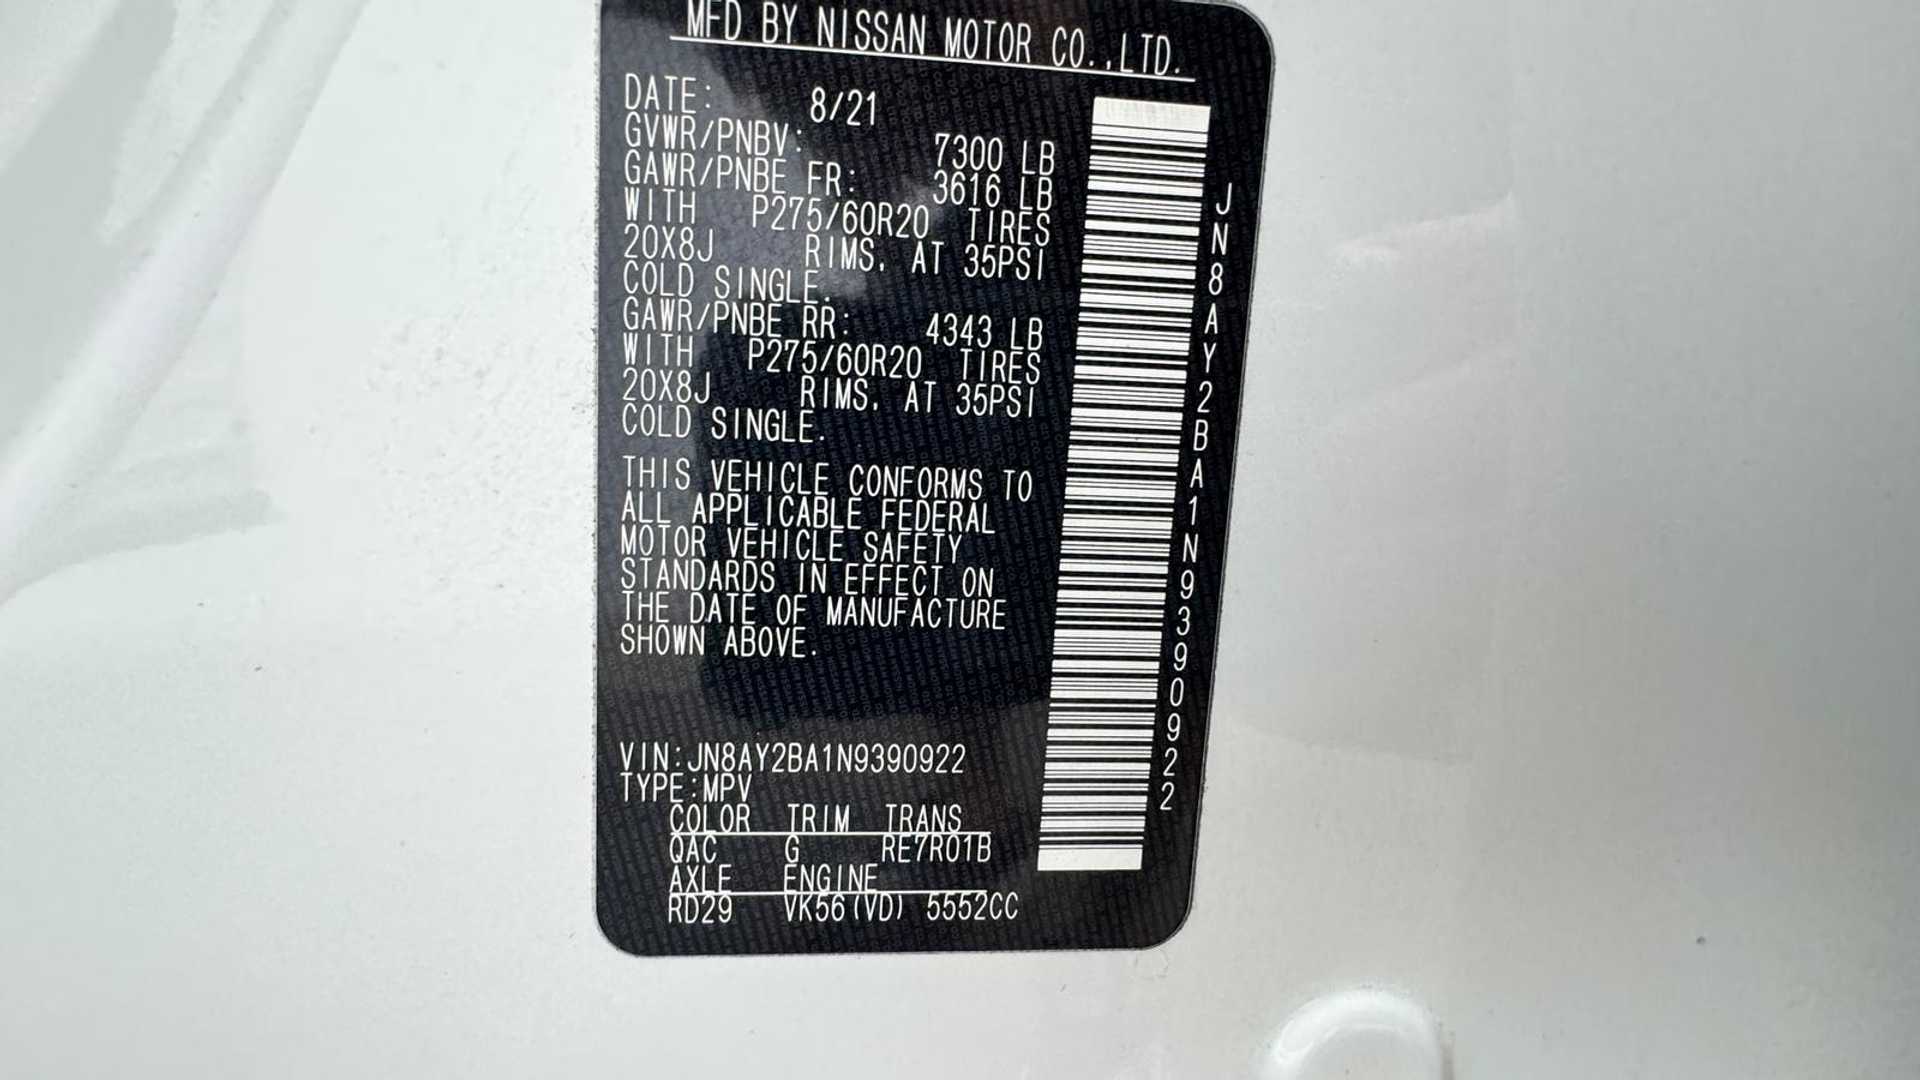 MFD BY NISSAN MOTOR CO.,LTD.
DATE: 8/21
GVWR/PNBV: 7300 LB
GAWR/PNBE FR: 3616 LB
WITH P275/60R20 TIRES
20X8J RIMS. AT 35PSI
COLD SINGLE.
GAWR/PNBE RR: 4343 LB
WITH P275/60R20 TIRES
20X8J RIMS. AT 35PSI
COLD SINGLE.
THIS VEHICLE CONFORMS TO
ALL APPLICABLE FEDERAL
MOTOR VEHICLE SAFETY
STANDARDS IN EFFECT ON
THE DATE OF MANUFACTURE
SHOWN ABOVE.
VIN:JN8AY2BA1N9390922
TYPE:MPV
COLOR TRIM TRANS
QAC G RE7R01B
AXLE ENGINE
RD29 VK56(VD) 5552CC
JN8AY2BA1N9390922